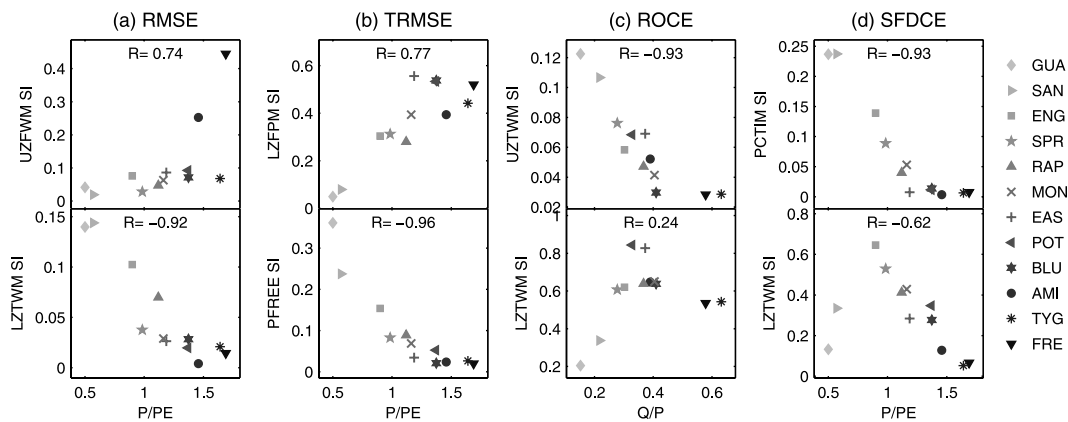 (a) RMSE
(b) TRMSE
(c) ROCE
(d) SFDCE
R= 0.74
R= 0.77
R= −0.93
R= −0.93
UZFWM SI
0.4
0.3
0.2
0.1
0
LZFPM SI
0.6
0.4
0.2
0
UZTWM SI
0.12
0.1
0.08
0.06
0.04
0.02
PCTIM SI
0.25
0.20
0.15
0.10
0.05
0
R= −0.92
R= −0.96
R= 0.24
R= −0.62
LZTWM SI
0.15
0.1
0.05
0
PFREE SI
0.3
0.2
0.1
0
LZTWM SI
1
0.8
0.6
0.4
0.2
LZTWM SI
0.8
0.6
0.4
0.2
0
0.5 1 1.5
P/PE
0.5 1 1.5
P/PE
0 0.2 0.4 0.6
Q/P
0.5 1 1.5
P/PE
GUA
SAN
ENG
SPR
RAP
MON
EAS
POT
BLU
AMI
TYG
FRE